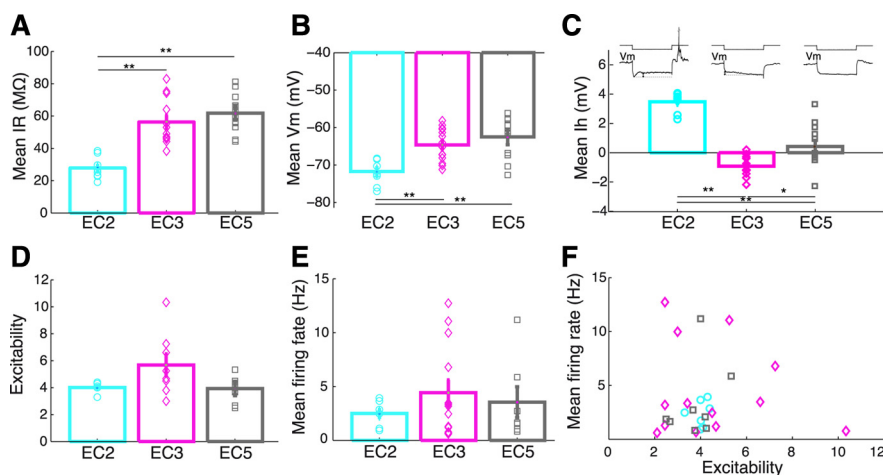 A
Mean IR (MΩ)
100
80
60
40
20
0
**
**
EC2 EC3 EC5
B
Mean Vm (mV)
−40
−50
−60
−70
−80
**
**
EC2 EC3 EC5
C
Vm Vm Vm
Mean Ih (mV)
6
4
2
0
−2
−4
EC2 EC3 EC5
** *
**
D
Excitability
12
10
8
6
4
2
0
EC2 EC3 EC5
E
Mean firing fate (Hz)
15
10
5
0
EC2 EC3 EC5
F
Mean firing rate (Hz)
15
10
5
0 2 4 6 8 10 12
Excitability